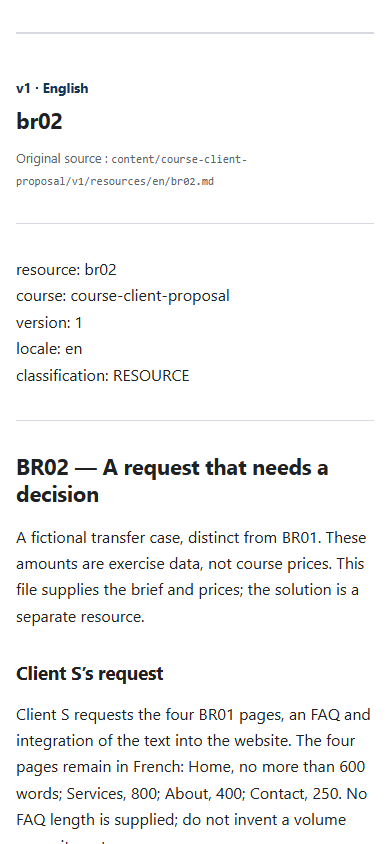 v1 · English
br02
Original source : content/course-client-
proposal/v1/resources/en/br02.md
resource: br02
course: course-client-proposal
version: 1
locale: en
classification: RESOURCE
BR02 — A request that needs a
decision
A fictional transfer case, distinct from BR01. These
amounts are exercise data, not course prices. This
file supplies the brief and prices; the solution is a
separate resource.
Client S’s request
Client S requests the four BR01 pages, an FAQ and
integration of the text into the website. The four
pages remain in French: Home, no more than 600
words; Services, 800; About, 400; Contact, 250. No
FAQ length is supplied; do not invent a volume